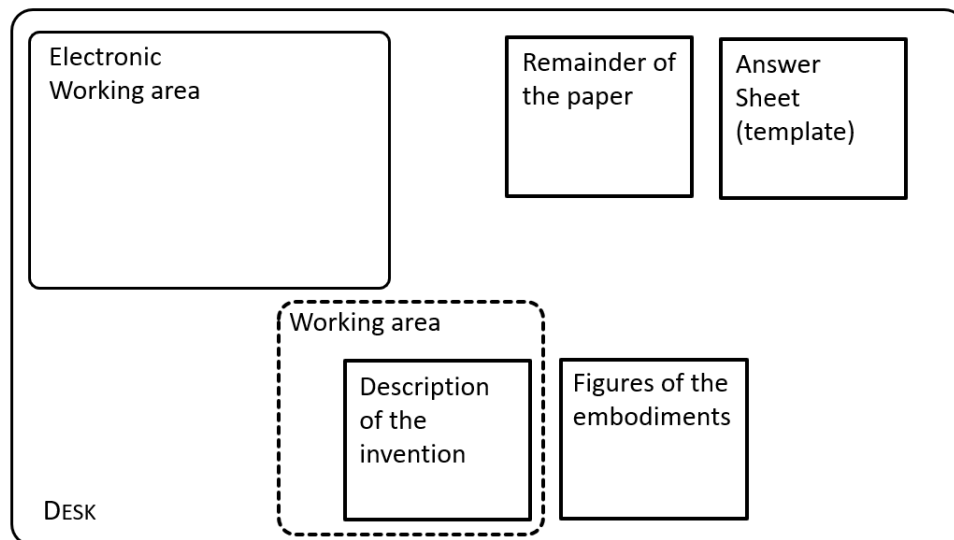 Electronic
Working area
Remainder of
the paper
Answer
Sheet
(template)
Working area
Description
of the
invention
Figures of the
embodiments
DESK